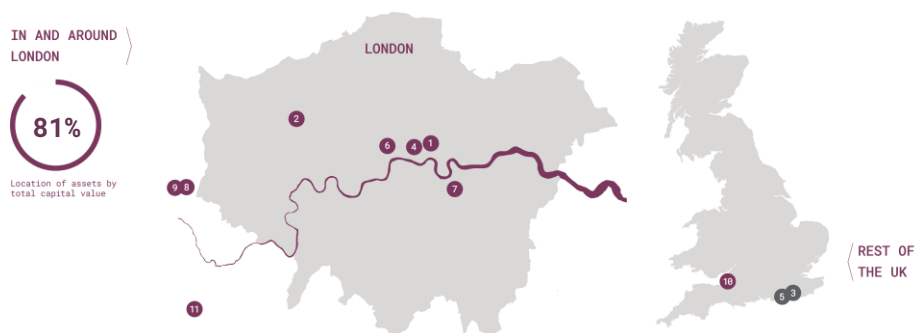 IN AND AROUND
LONDON
81%
Location of assets by
total capital value
LONDON
2
6
4
1
9
8
7
11
REST OF
THE UK
10
5
3